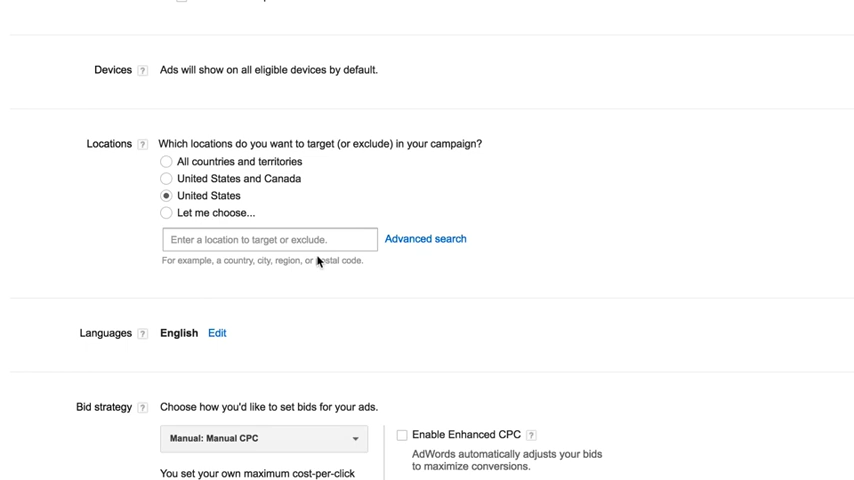 Devices ? Ads will show on all eligible devices by default.
Locations ? Which locations do you want to target (or exclude) in your campaign?
All countries and territories
United States and Canada
United States
Let me choose...
Enter a location to target or exclude. Advanced search
For example, a country, city, region, or postal code.
Languages ? English Edit
Bid strategy ? Choose how you'd like to set bids for your ads.
Manual: Manual CPC
Enable Enhanced CPC ?
AdWords automatically adjusts your bids
to maximize conversions.
You set your own maximum cost-per-click